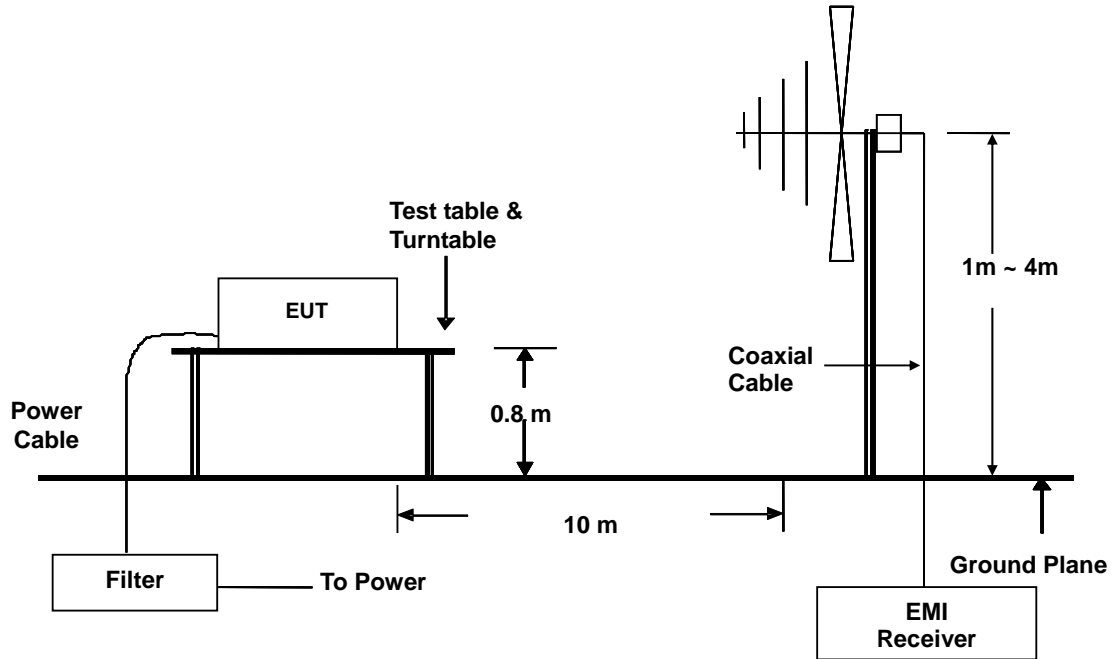 Test table &
Turntable
EUT
1m ~ 4m
Coaxial
Cable
0.8 m
Power
Cable
10 m
Filter
To Power
Ground Plane
EMI
Receiver